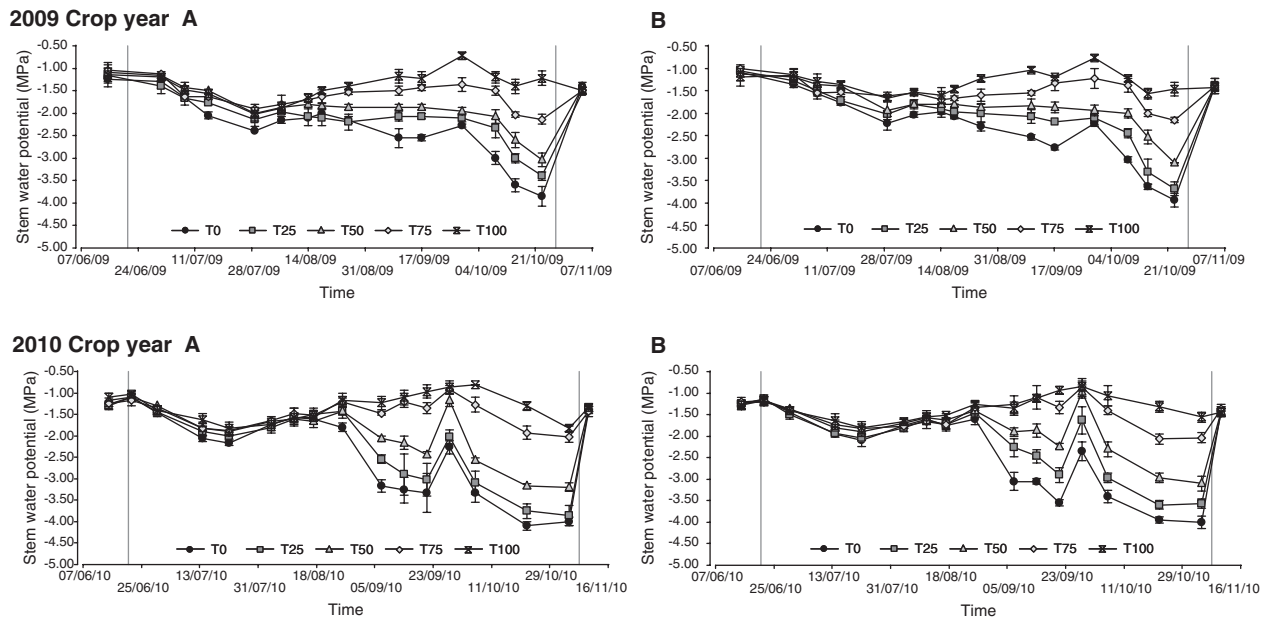 2009 Crop year A
B
Stem water potential (MPa)
-0.50
-1.00
-1.50
-2.00
-2.50
-3.00
-3.50
-4.00
-4.50
-5.00
T0 T25 T50 T75 T100
07/06/09 11/07/09 14/08/09 17/09/09 21/10/09
24/06/09 28/07/09 31/08/09 04/10/09 07/11/09
Time
Stem water potential (MPa)
-0.50
-1.00
-1.50
-2.00
-2.50
-3.00
-3.50
-4.00
-4.50
-5.00
T0 T25 T50 T75 T100
24/06/09 28/07/09 31/08/09 04/10/09 07/11/09
07/06/09 11/07/09 14/08/09 17/09/09 21/10/09
Time
2010 Crop year A
B
Stem water potential (MPa)
-0.50
-1.00
-1.50
-2.00
-2.50
-3.00
-3.50
-4.00
-4.50
-5.00
T0 T25 T50 T75 T100
07/06/10 13/07/10 18/08/10 23/09/10 29/10/10
25/06/10 31/07/10 05/09/10 11/10/10 16/11/10
Time
Stem water potential (MPa)
-0.50
-1.00
-1.50
-2.00
-2.50
-3.00
-3.50
-4.00
-4.50
-5.00
T0 T25 T50 T75 T100
07/06/10 13/07/10 18/08/10 23/09/10 29/10/10
25/06/10 31/07/10 05/09/10 11/10/10 16/11/10
Time